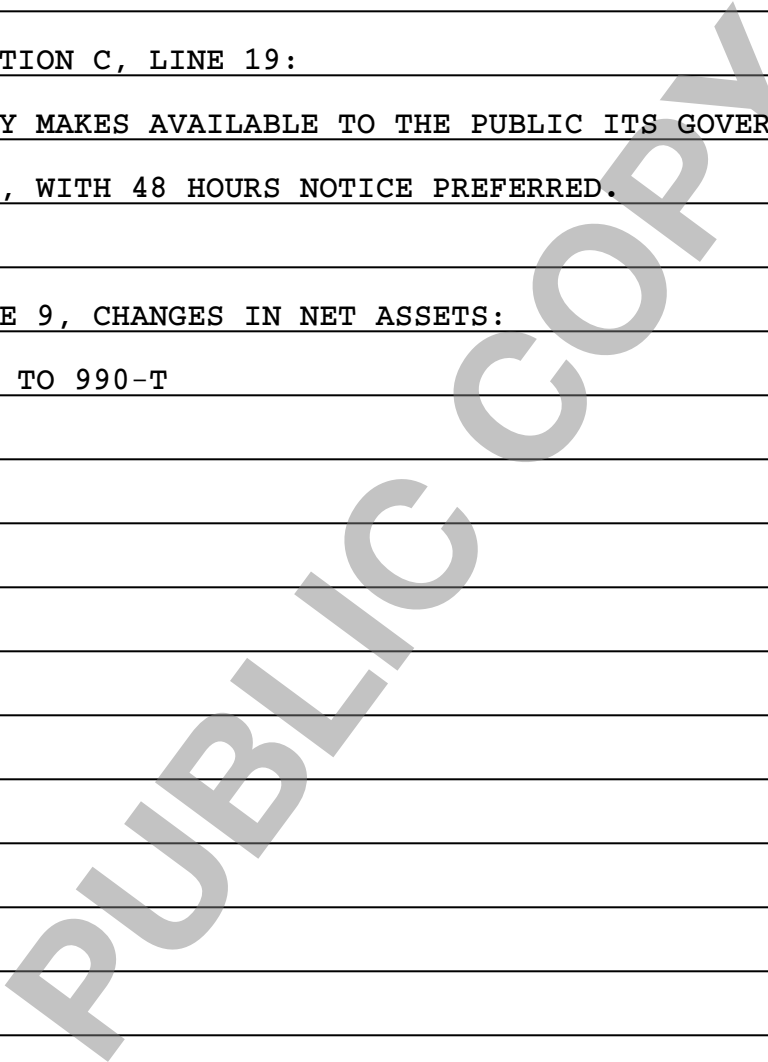 TION C, LINE 19:
Y MAKES AVAILABLE TO THE PUBLIC ITS GOVER
, WITH 48 HOURS NOTICE PREFERRED.
E 9, CHANGES IN NET ASSETS:
TO 990-T
PUBLIC COPY